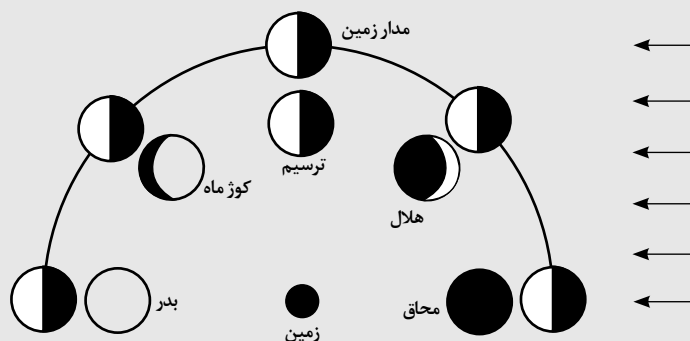 مدار زمین
ترسیم
کوژ ماه
هلال
محاق
بدر
زمین